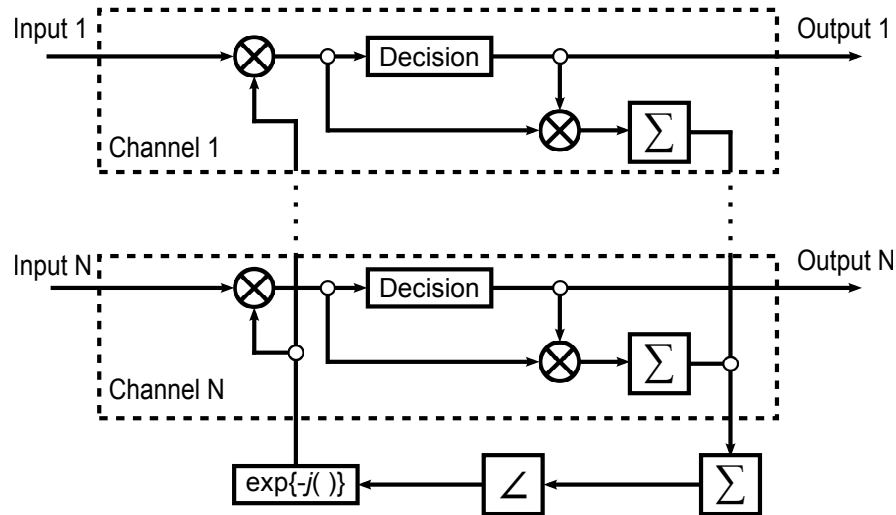 Input 1
Output 1
Decision
∑
Channel 1
Input N
Output N
Decision
∑
Channel N
exp{-j( )}
∠
∑